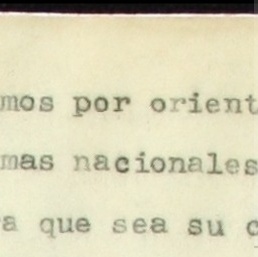 mos por orient
mas nacionales
a que sea su